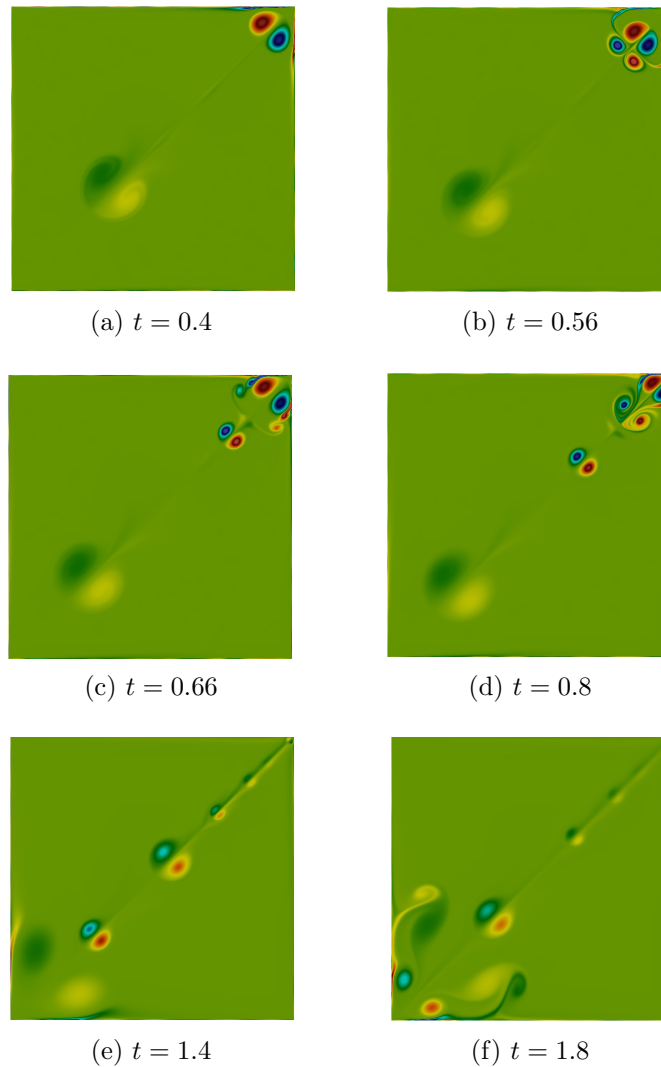 (a) t = 0.4
(b) t = 0.56
(c) t = 0.66
(d) t = 0.8
(e) t = 1.4
(f) t = 1.8